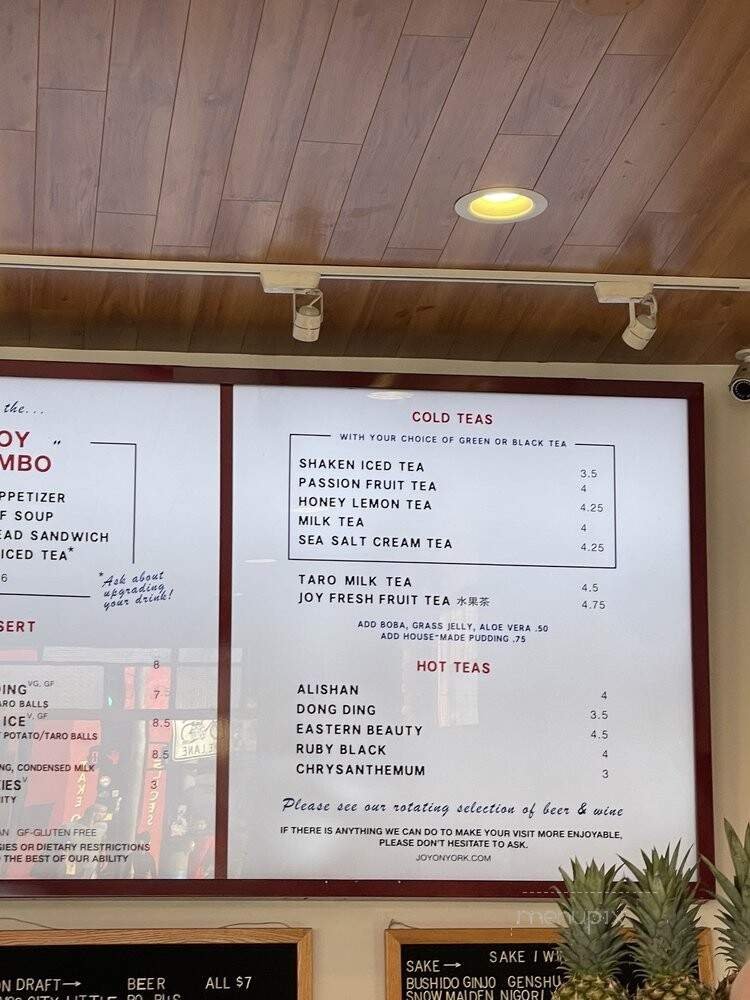 the...
OY "
MBO
PPETIZER
F SOUP
EAD SANDWICH
ICED TEA*
6
*Ask about
upgrading
your drink!
SERT
8
ING VG, GF 7
ARO BALLS
ICE V, GF 8.5
POTATO/TARO BALLS
8.5
NG, CONDENSED MILK
IES V 3
ITY
AN GF-GLUTEN FREE
GIES OR DIETARY RESTRICTIONS
THE BEST OF OUR ABILITY
COLD TEAS
WITH YOUR CHOICE OF GREEN OR BLACK TEA
SHAKEN ICED TEA 3.5
PASSION FRUIT TEA 4
HONEY LEMON TEA 4.25
MILK TEA 4
SEA SALT CREAM TEA 4.25
TARO MILK TEA 4.5
JOY FRESH FRUIT TEA 水果茶 4.75
ADD BOBA, GRASS JELLY, ALOE VERA .50
ADD HOUSE-MADE PUDDING .75
HOT TEAS
ALISHAN 4
DONG DING 3.5
EASTERN BEAUTY 4.5
RUBY BLACK 4
CHRYSANTHEMUM 3
Please see our rotating selection of beer & wine
IF THERE IS ANYTHING WE CAN DO TO MAKE YOUR VISIT MORE ENJOYABLE,
PLEASE DON'T HESITATE TO ASK.
JOYONYORK.COM
menupix
N DRAFT→ BEER ALL $7
CITY LITTLE
SAKE→ SAKE 1
BUSHIDO GINJO GENSHU
SNOW MAIDEN NIGORI